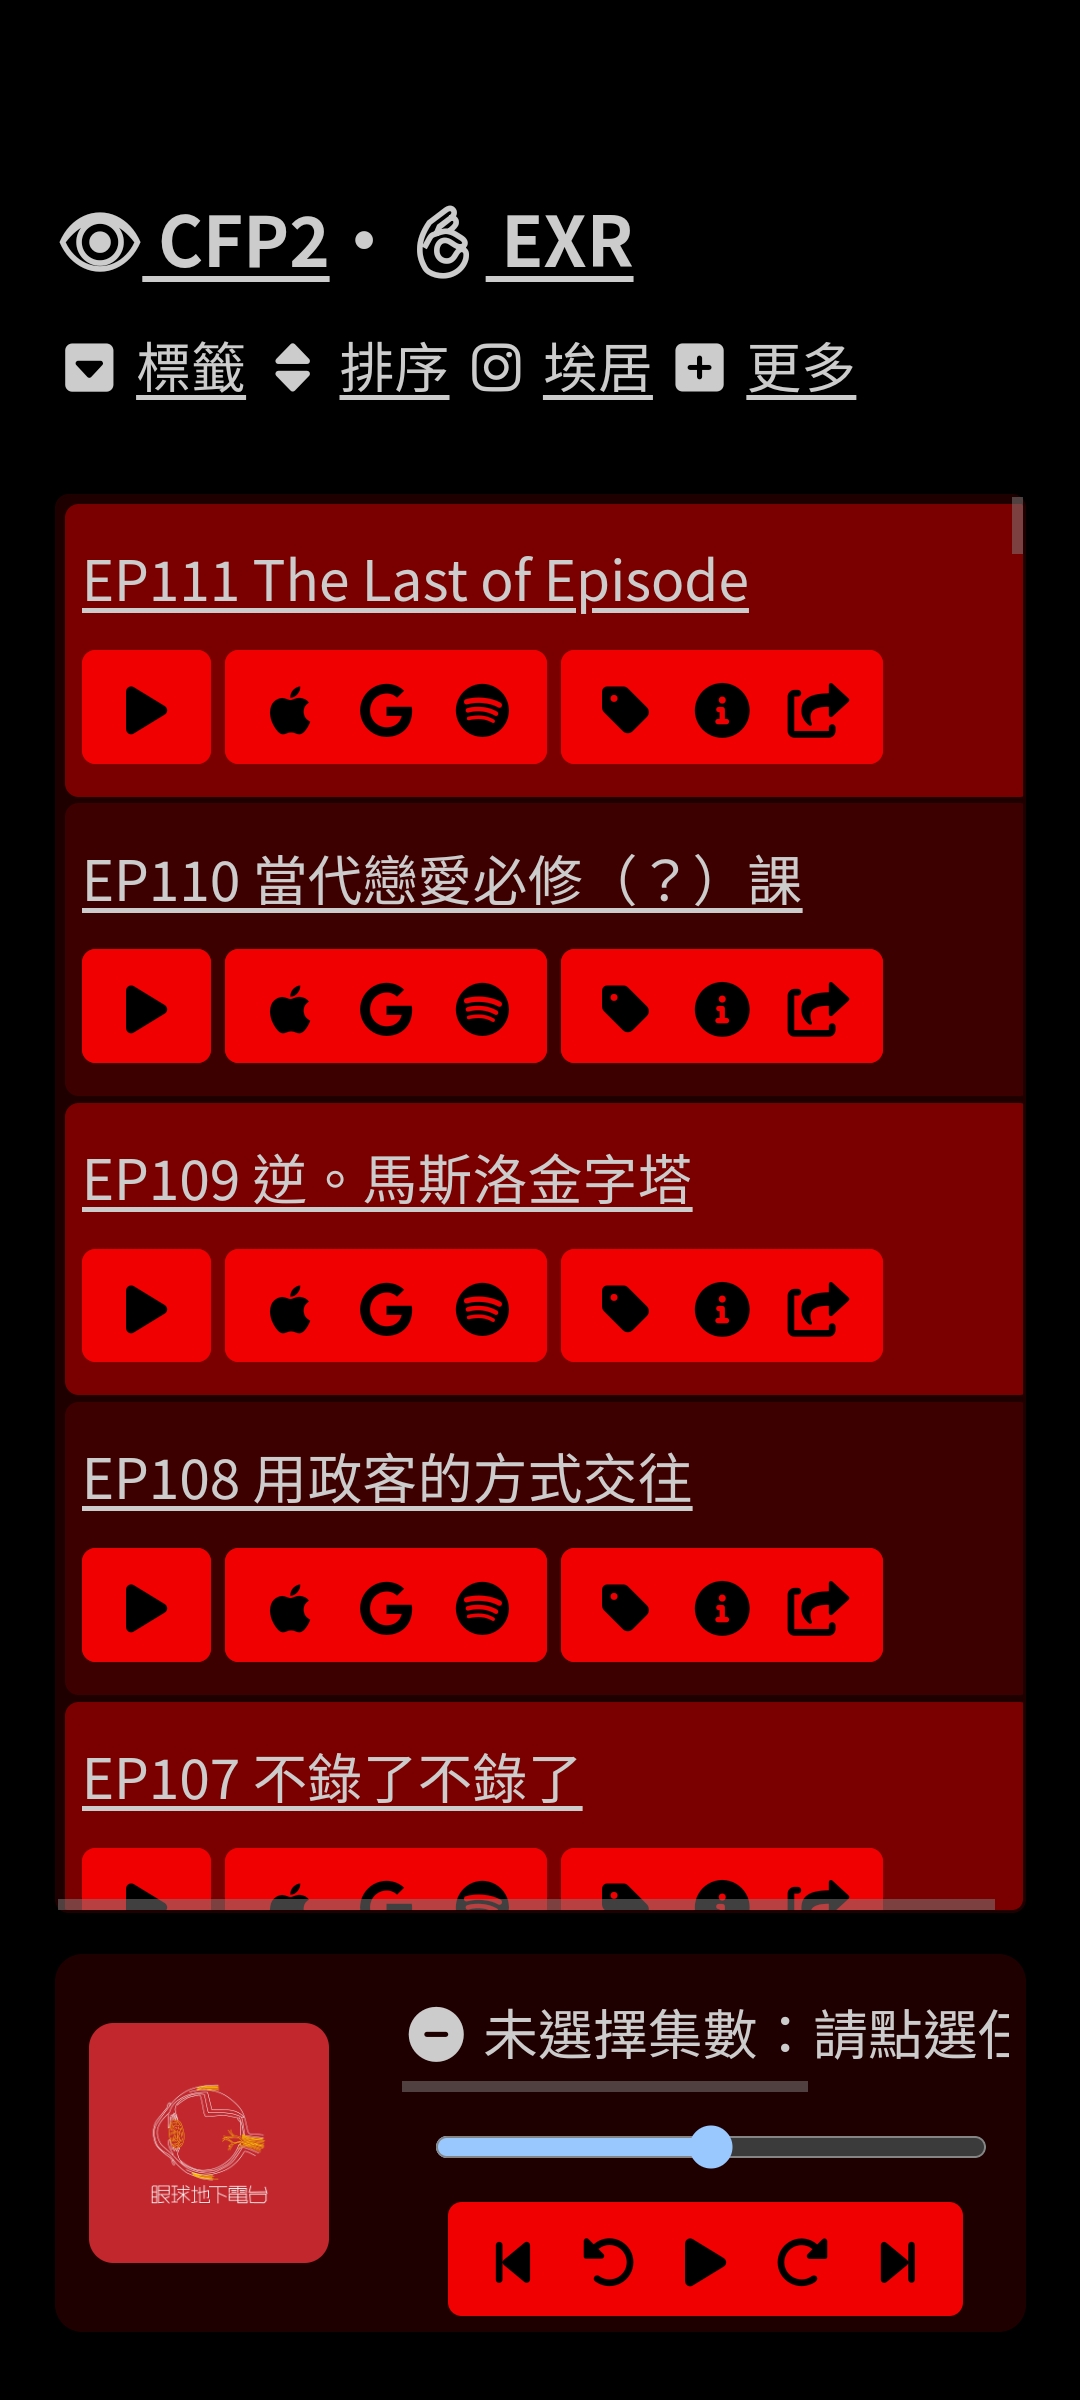 CFP2・ EXR
標籤 排序 埃居 更多
EP111 The Last of Episode
EP110 當代戀愛必修（？）課
EP109 逆。馬斯洛金字塔
EP108 用政客的方式交往
EP107 不錄了不錄了
未選擇集數：請點選
眼球地下電台